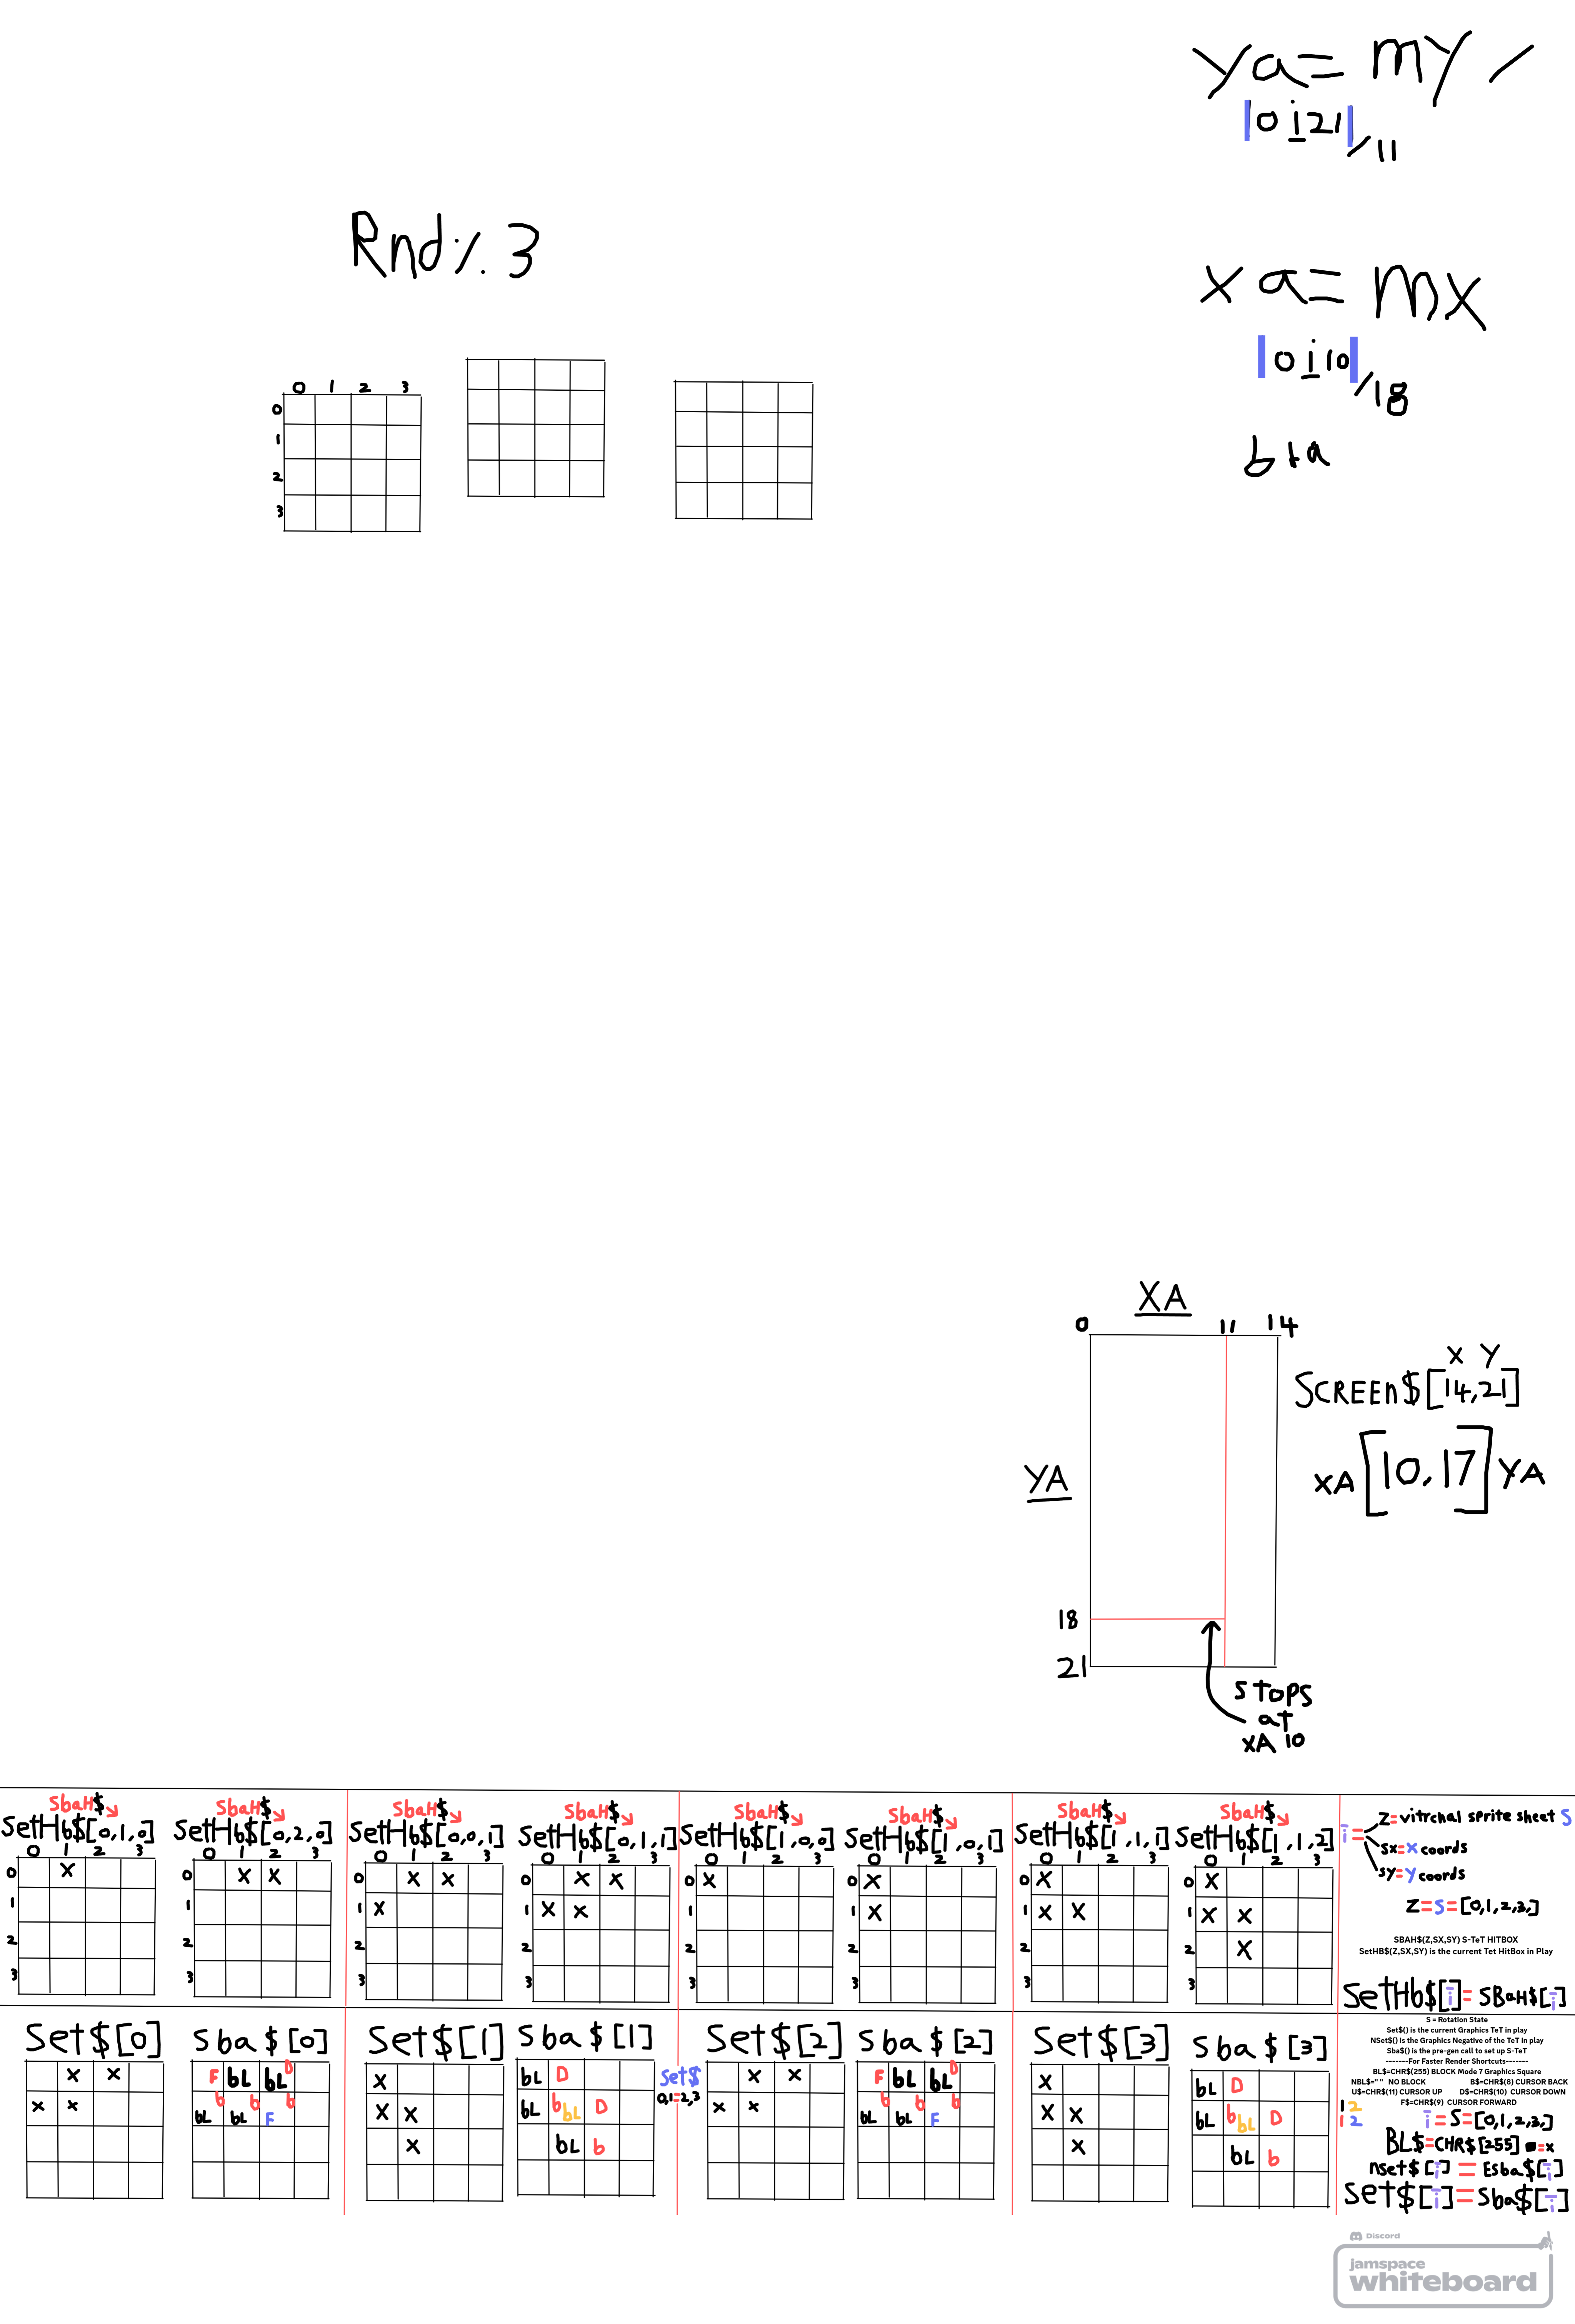 ya= my /
|0 i 21|/11
Rnd % 3
xa= mx
|0 i 10|/18
b+a
0 1 2 3
0
1
2
3
XA
0 11 14
X Y
SCREEn$[14,21]
YA
XA[10,17]YA
18
21
stops
at
XA 10
SbaH$ SbaH$ SbaH$ SbaH$ SbaH$ SbaH$ SbaH$ SbaH$
SetHb$[0,1,0] SetHb$[0,2,0] SetHb$[0,0,1] SetHb$[0,1,1] SetHb$[1,0,0] SetHb$[1,0,1] SetHb$[1,1,1] SetHb$[1,1,2]
0 1 2 3 0 1 2 3 0 1 2 3 0 1 2 3 0 1 2 3 0 1 2 3 0 1 2 3 0 1 2 3
0 x 0 x x 0 x x 0 x x 0 x 0 x 0 x 0 x
1 1 1 x 1 x x 1 1 x 1 x x 1 x x
2 2 2 2 2 2 2 2 x
3 3 3 3 3 3 3 3
i= Z=vitrchal sprite sheet S
Sx=X coords
sy=Y coords
Z=S=[0,1,2,3,]
SBAH$(Z,SX,SY) S-TeT HITBOX
SetHB$(Z,SX,SY) is the current Tet HitBox in Play
SetHb$[i]=SBaH$[i]
Set$[0] Sba$[0] Set$[1] Sba$[1] Set$[2] Sba$[2] Set$[3] Sba$[3]
x x F bL bL D x bL D x x F bL bL D x bL D
x x b b b x x bL b bL D x x b b b x x bL b bL D
bL bL F x bL b bL bL F x bL b
Set$
0,1=2,3
S = Rotation State
Set$() is the current Graphics TeT in play
NSet$() is the Graphics Negative of the TeT in play
Sba$() is the pre-gen call to set up S-TeT
-------For Faster Render Shortcuts-------
BL$=CHR$(255) BLOCK Mode 7 Graphics Square
NBL$=" " NO BLOCK B$=CHR$(8) CURSOR BACK
U$=CHR$(11) CURSOR UP D$=CHR$(10) CURSOR DOWN
F$=CHR$(9) CURSOR FORWARD
1 2
1 2
i=S=[0,1,2,3,]
BL$=CHR$[255] ■=x
nset$[i] = Esba$[i]
Set$[i]=Sba$[i]
Discord
jamspace
whiteboard